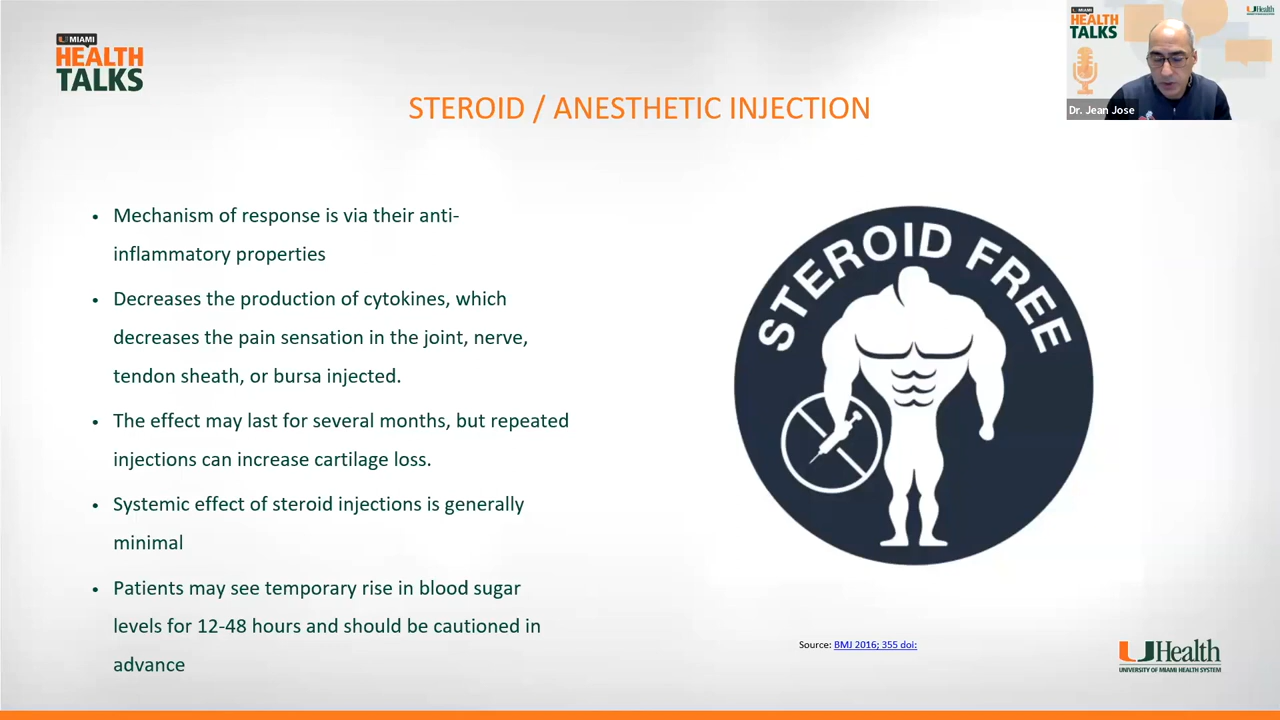 U MIAMI
HEALTH
TALKS
U MIAMI
HEALTH
TALKS
UHealth
Dr. Jean Jose
STEROID / ANESTHETIC INJECTION
• Mechanism of response is via their anti-
inflammatory properties
• Decreases the production of cytokines, which
decreases the pain sensation in the joint, nerve,
tendon sheath, or bursa injected.
• The effect may last for several months, but repeated
injections can increase cartilage loss.
• Systemic effect of steroid injections is generally
minimal
• Patients may see temporary rise in blood sugar
levels for 12-48 hours and should be cautioned in
advance
STEROID FREE
Source: BMJ 2016; 355 doi:
UHealth
UNIVERSITY OF MIAMI HEALTH SYSTEM